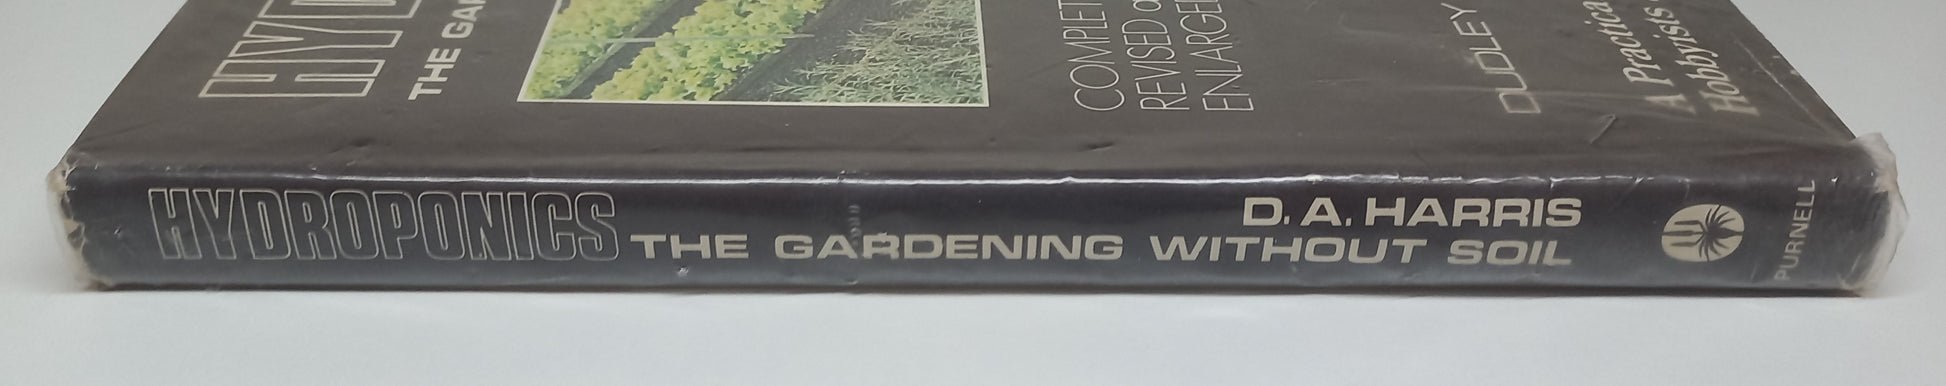 THE GA
COMPLET
REVISED
ENLARGE
DUDLEY
A Practica
Hobbyists
HYDROPONICS
D. A. HARRIS
THE GARDENING WITHOUT SOIL
PURNELL